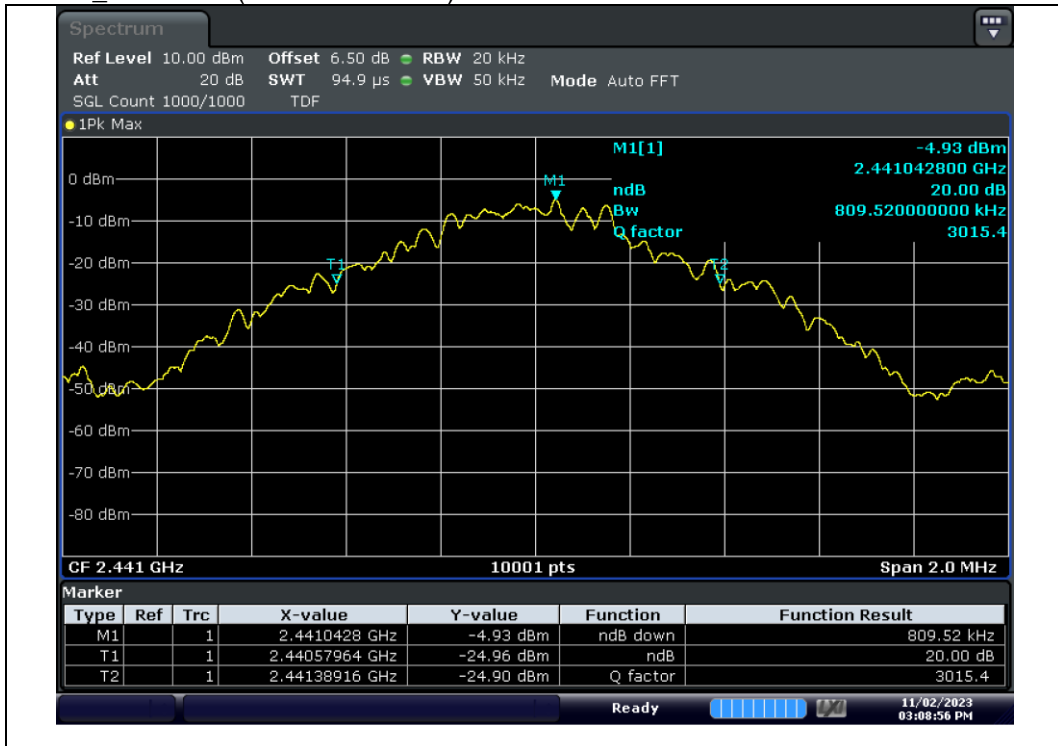 Spectrum
Ref Level 10.00 dBm Offset 6.50 dB RBW 20 kHz
Att 20 dB SWT 94.9 µs VBW 50 kHz Mode Auto FFT
SGL Count 1000/1000 TDF
1Pk Max
M1[1] -4.93 dBm
2.441042800 GHz
ndB 20.00 dB
Bw 809.520000000 kHz
Q factor 3015.4
M1
T1
T2
0 dBm
-10 dBm
-20 dBm
-30 dBm
-40 dBm
-50 dBm
-60 dBm
-70 dBm
-80 dBm
CF 2.441 GHz 10001 pts Span 2.0 MHz
Marker
Type Ref Trc X-value Y-value Function Function Result
M1 1 2.4410428 GHz -4.93 dBm ndB down 809.52 kHz
T1 1 2.44057964 GHz -24.96 dBm ndB 20.00 dB
T2 1 2.44138916 GHz -24.90 dBm Q factor 3015.4
Ready 11/02/2023
03:08:56 PM